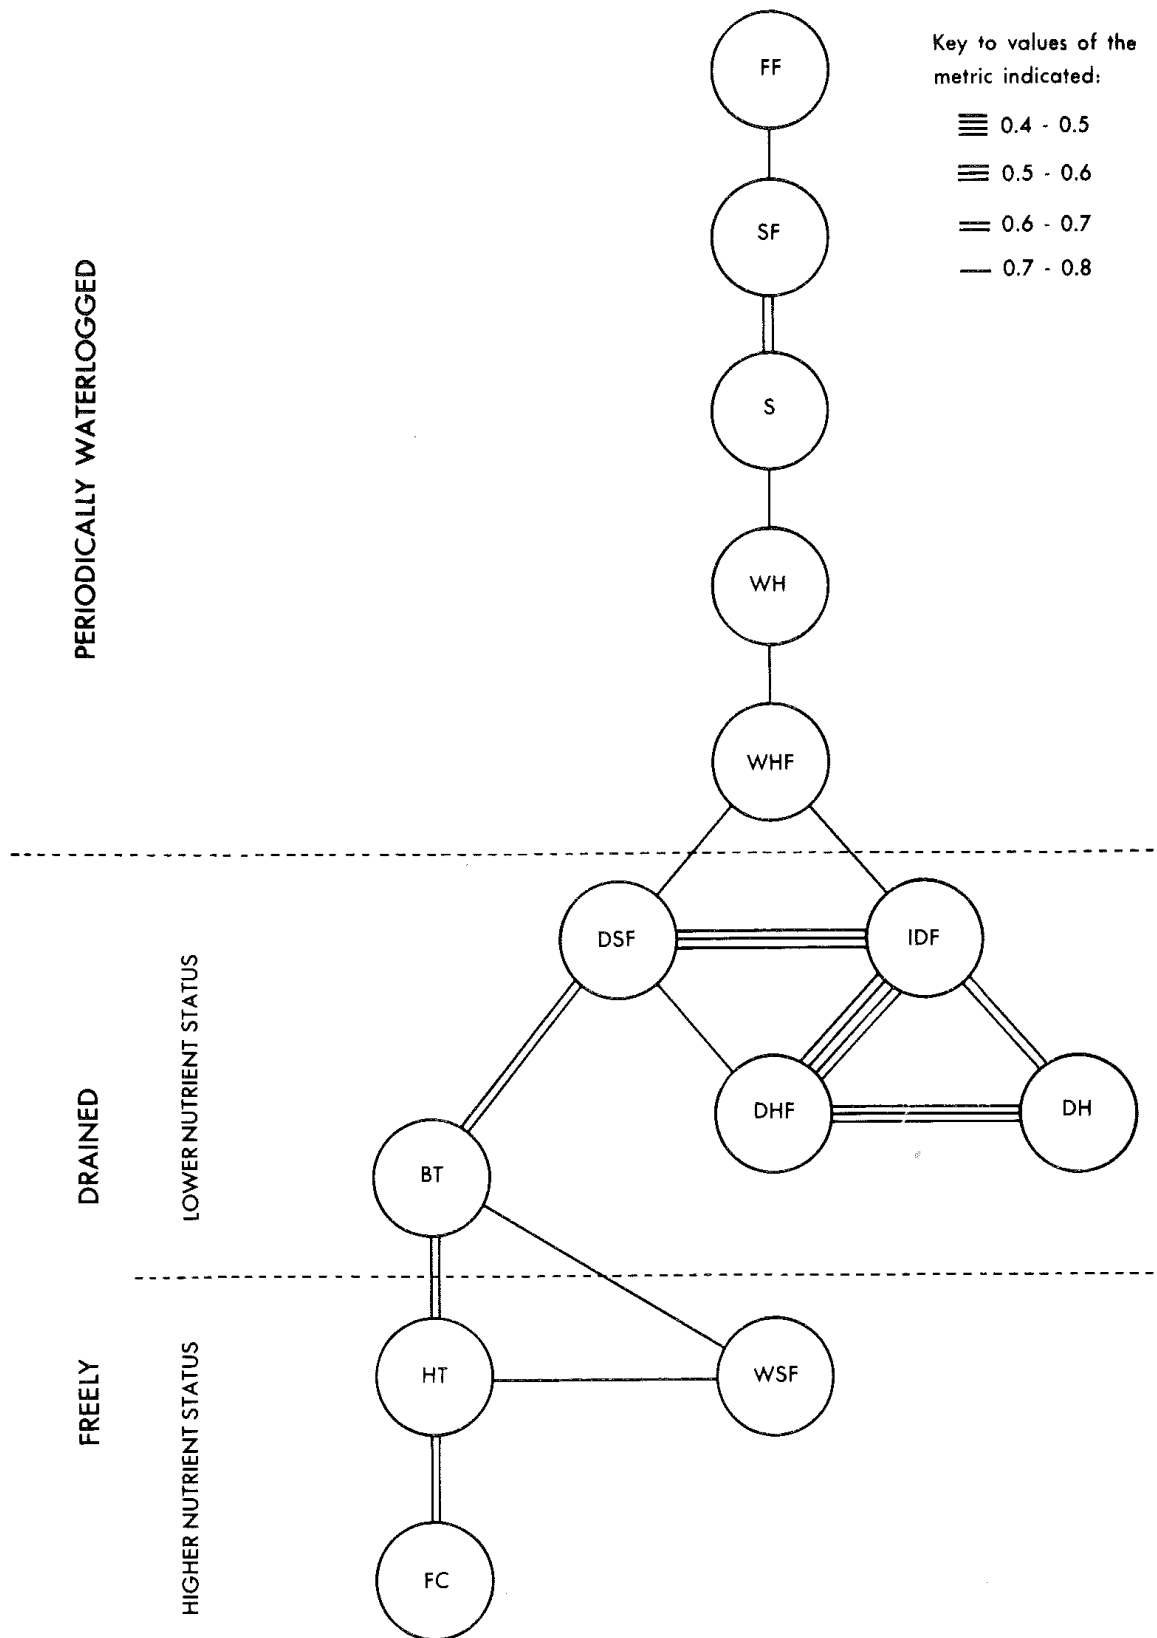 Key to values of the
metric indicated:
0.4 - 0.5
0.5 - 0.6
0.6 - 0.7
0.7 - 0.8
FF
SF
S
WH
WHF
DSF
IDF
DHF
DH
BT
HT
WSF
FC
PERIODICALLY WATERLOGGED
FREELY DRAINED
LOWER NUTRIENT STATUS
HIGHER NUTRIENT STATUS